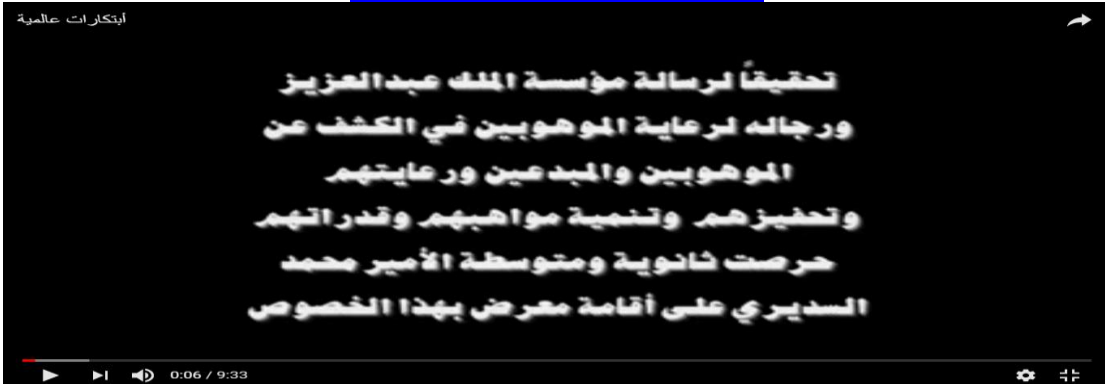 أبتكارات عالمية
تحقيقاً لرسالة مؤسسة الملك عبدالعزيز
ورجاله لرعاية الموهوبين في الكشف عن
الموهوبين والمبدعين ورعايتهم
وتحفيزهم وتنمية مواهبهم وقدراتهم
حرصت ثانوية ومتوسطة الأمير محمد
السديري على أقامة معرض بهذا الخصوص
0:06 / 9:33